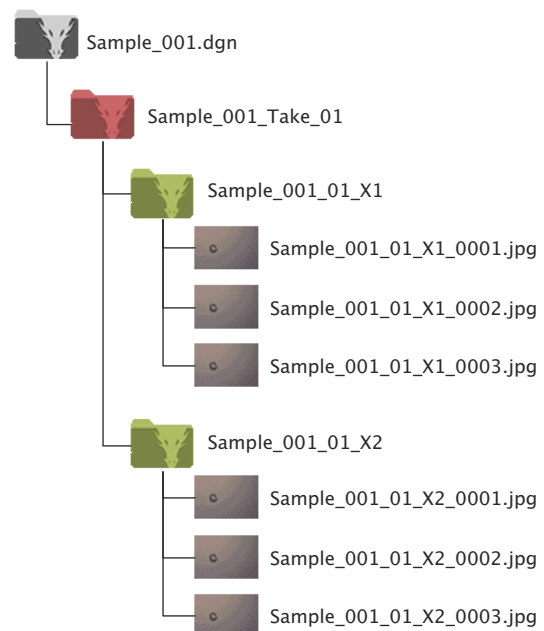 Sample_001.dgn
Sample_001_Take_01
Sample_001_01_X1
Sample_001_01_X1_0001.jpg
Sample_001_01_X1_0002.jpg
Sample_001_01_X1_0003.jpg
Sample_001_01_X2
Sample_001_01_X2_0001.jpg
Sample_001_01_X2_0002.jpg
Sample_001_01_X2_0003.jpg